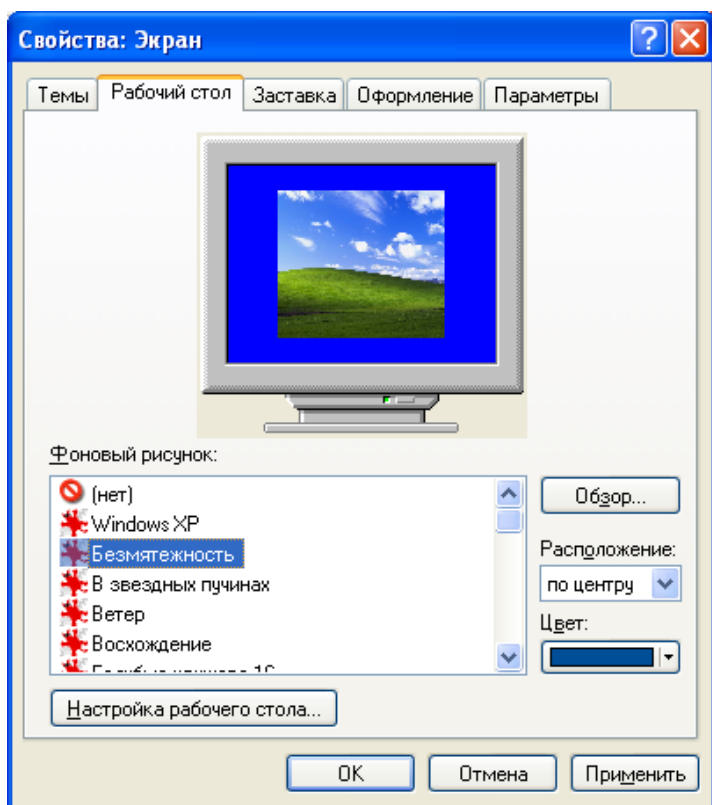 Свойства: Экран
Темы Рабочий стол Заставка Оформление Параметры
Фоновый рисунок:
(нет)
Windows XP
Безмятежность
В звездных пучинах
Ветер
Восхождение
Обзор...
Расположение:
по центру
Цвет:
Настройка рабочего стола...
OK Отмена Применить